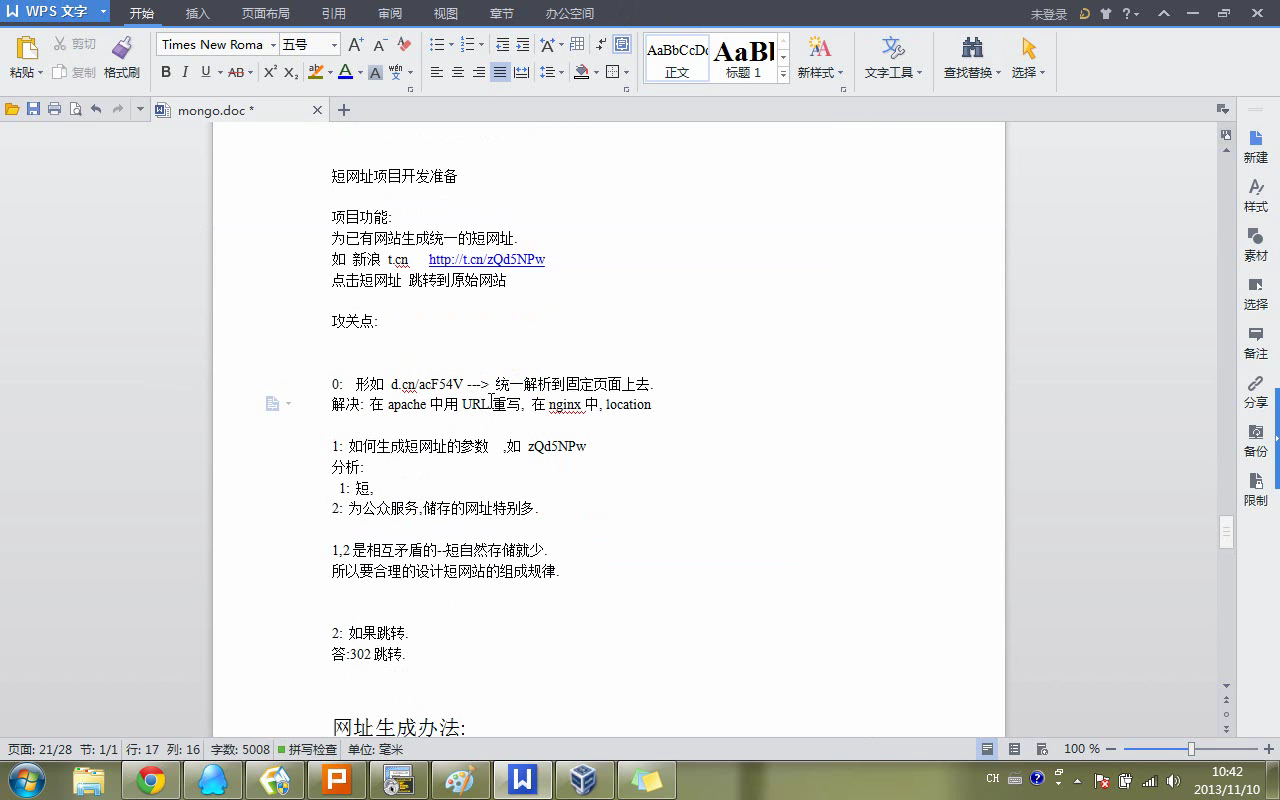 WPS 文字
开始 插入 页面布局 引用 审阅 视图 章节 办公空间
未登录
Times New Roma 五号
AaBbCcDc AaBl
粘贴 剪切 复制 格式刷
B I U AB X² X₂ A A wén
正文 标题 1 新样式 文字工具 查找替换 选择
mongo.doc *
短网址项目开发准备
项目功能:
为已有网站生成统一的短网址.
如 新浪 t.cn http://t.cn/zQd5NPw
点击短网址 跳转到原始网站
攻关点:
0: 形如 d.cn/acF54V ---> 统一解析到固定页面上去.
解决: 在 apache 中用 URL 重写, 在 nginx 中, location
1: 如何生成短网址的参数 ,如 zQd5NPw
分析:
1: 短,
2: 为公众服务,储存的网址特别多.
1,2 是相互矛盾的--短自然存储就少.
所以要合理的设计短网站的组成规律.
2: 如果跳转.
答:302 跳转.
网址生成办法:
新建
样式
素材
选择
备注
分享
备份
限制
页面: 21/28 节: 1/1 行: 17 列: 16 字数: 5008 拼写检查 单位: 毫米
100 %
CH
10:42
2013/11/10